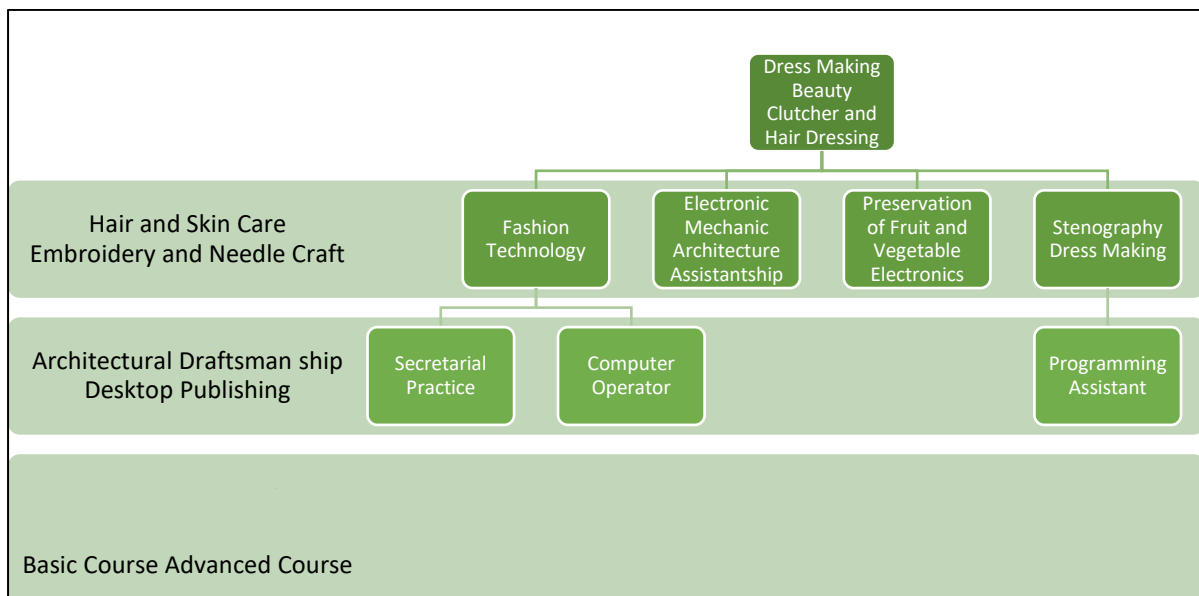 Dress Making
Beauty
Clutcher and
Hair Dressing
Hair and Skin Care
Embroidery and Needle Craft
Fashion
Technology
Electronic
Mechanic
Architecture
Assistantship
Preservation
of Fruit and
Vegetable
Electronics
Stenography
Dress Making
Architectural Draftsman ship
Desktop Publishing
Secretarial
Practice
Computer
Operator
Programming
Assistant
Basic Course Advanced Course